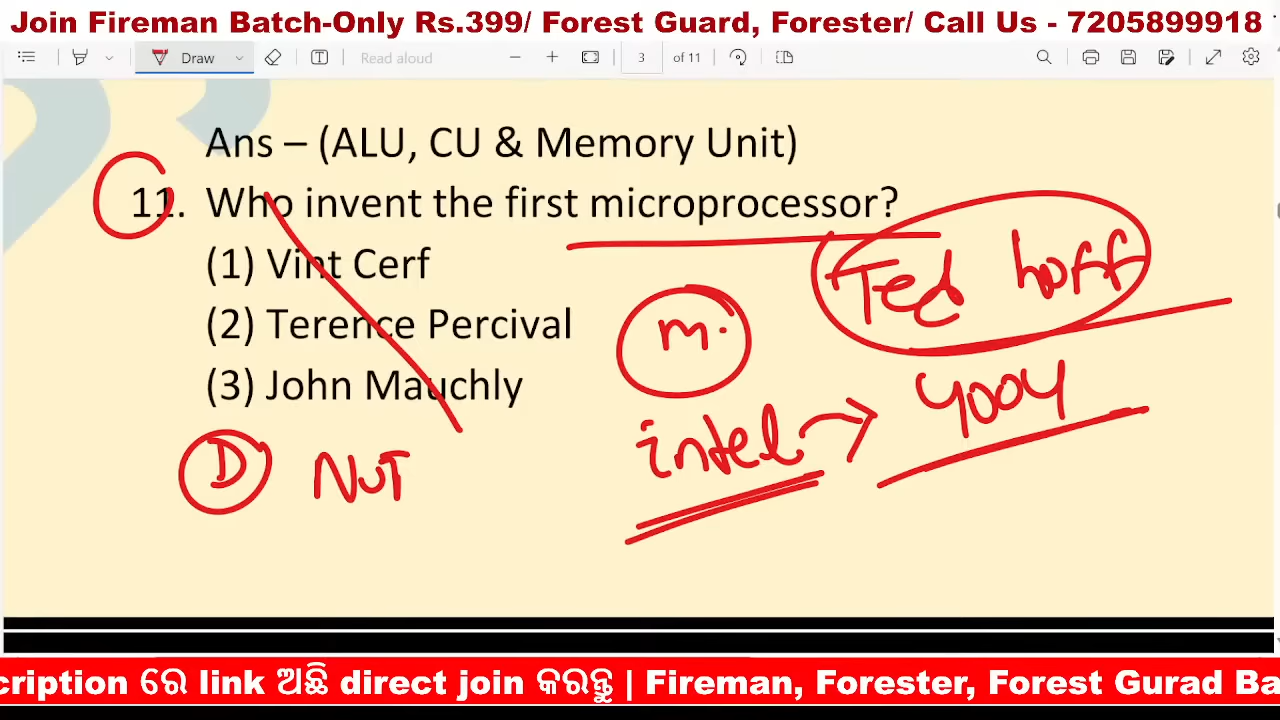 Join Fireman Batch-Only Rs.399/ Forest Guard, Forester/ Call Us - 7205899918
Draw Read aloud 3 of 11
Ans – (ALU, CU & Memory Unit)
11. Who invent the first microprocessor?
(1) Vint Cerf
(2) Terence Percival
(3) John Mauchly
Ted hoff
m.
intel → 4004
D NOT
cription ରେ link ଅଛି direct join କରନ୍ତୁ | Fireman, Forester, Forest Gurad Ba